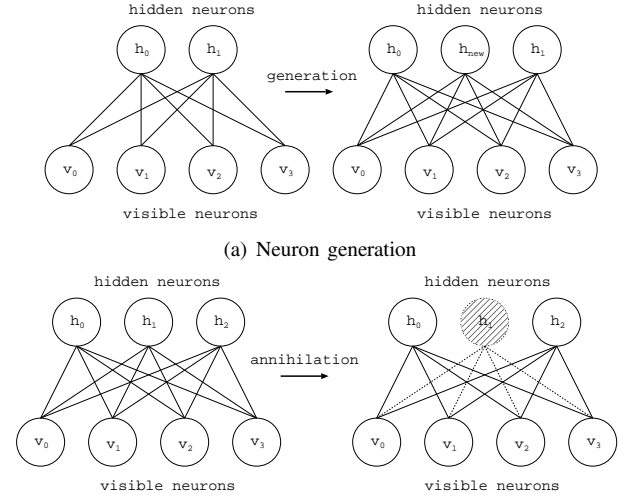 hidden neurons hidden neurons
h0 h1 h0 hnew h1
generation
v0 v1 v2 v3 v0 v1 v2 v3
visible neurons visible neurons
(a) Neuron generation
hidden neurons hidden neurons
h0 h1 h2 h0 h1 h2
annihilation
v0 v1 v2 v3 v0 v1 v2 v3
visible neurons visible neurons